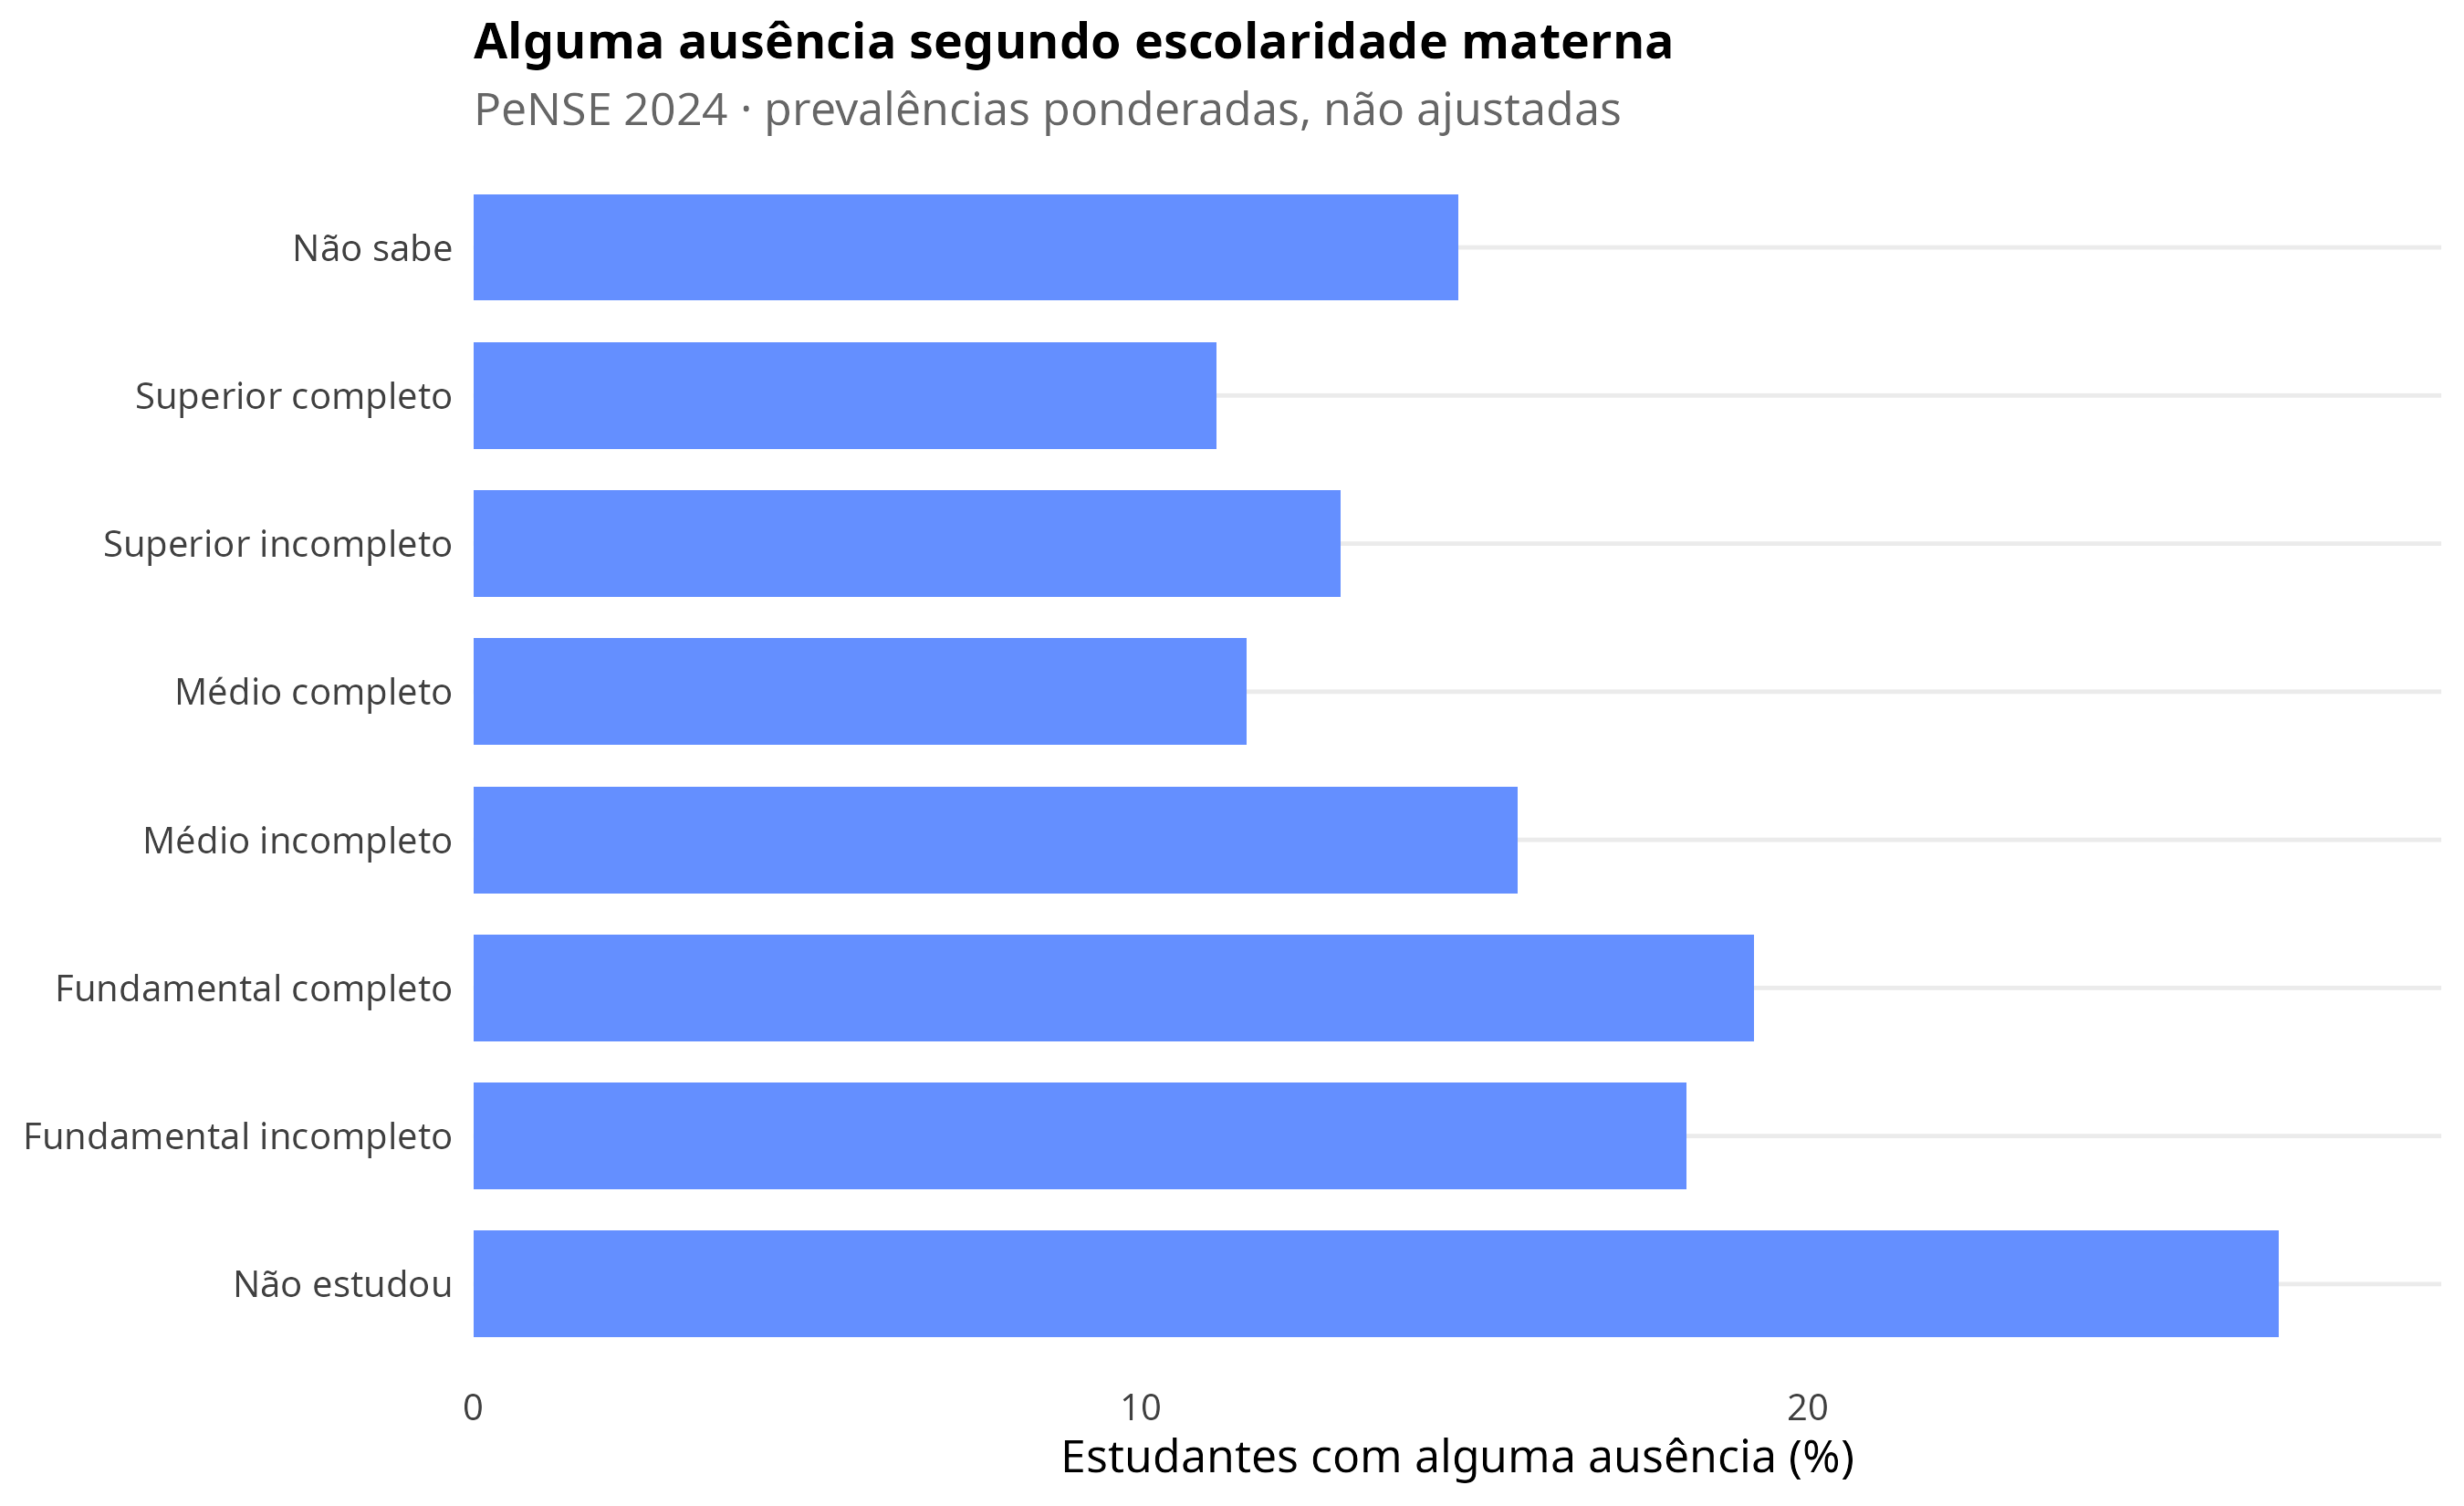 Alguma ausência segundo escolaridade materna
PeNSE 2024 · prevalências ponderadas, não ajustadas
Não sabe
Superior completo
Superior incompleto
Médio completo
Médio incompleto
Fundamental completo
Fundamental incompleto
Não estudou
0 10 20
Estudantes com alguma ausência (%)